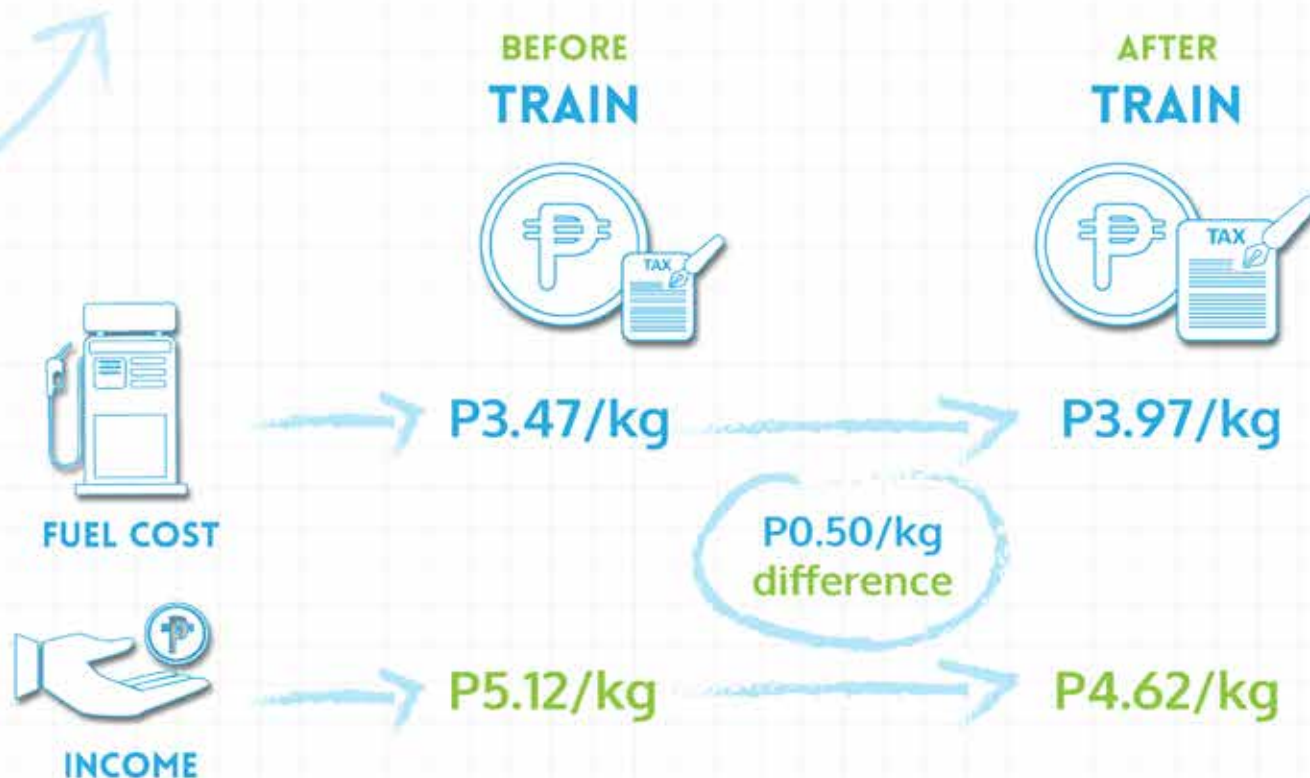 BEFORE
TRAIN
AFTER
TRAIN
TAX
TAX
P3.47/kg
P3.97/kg
FUEL COST
P0.50/kg
difference
P5.12/kg
P4.62/kg
INCOME